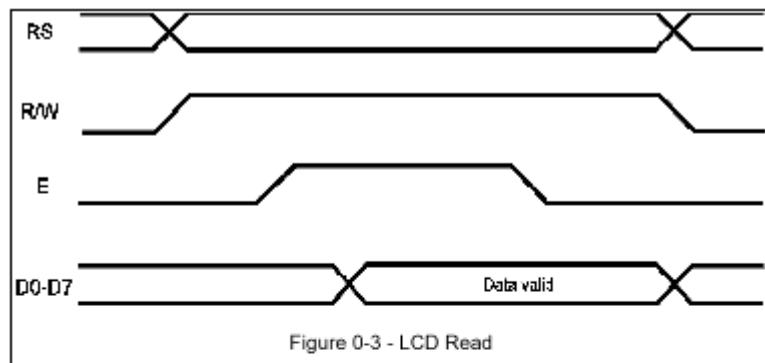 RS
R/W
E
D0-D7
Data valid
Figure 0-3 - LCD Read